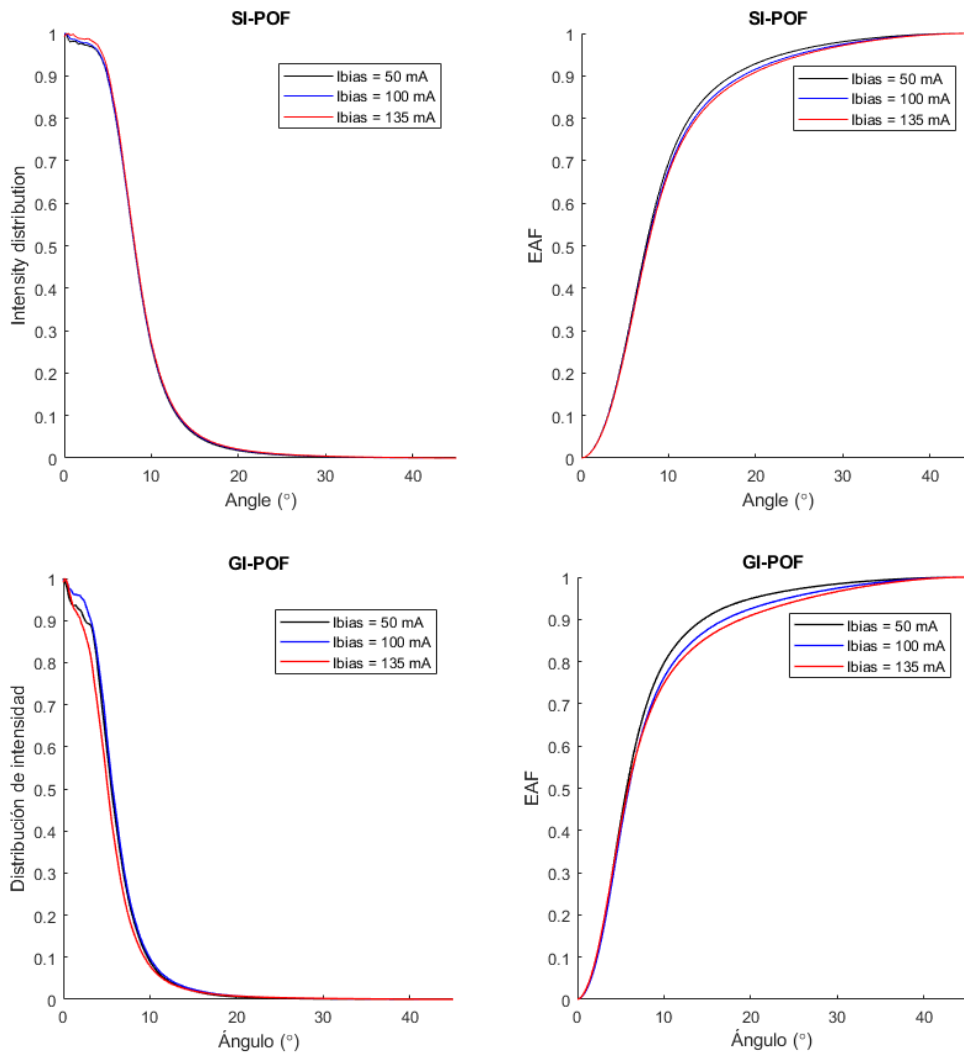 SI-POF
1
0.9
0.8
0.7
0.6
0.5
0.4
0.3
0.2
0.1
0
0
10
20
30
40
Intensity distribution
Angle (°)
Ibias = 50 mA
Ibias = 100 mA
Ibias = 135 mA
SI-POF
1
0.9
0.8
0.7
0.6
0.5
0.4
0.3
0.2
0.1
0
0
10
20
30
40
EAF
Angle (°)
Ibias = 50 mA
Ibias = 100 mA
Ibias = 135 mA
GI-POF
1
0.9
0.8
0.7
0.6
0.5
0.4
0.3
0.2
0.1
0
0
10
20
30
40
Distribución de intensidad
Ángulo (°)
Ibias = 50 mA
Ibias = 100 mA
Ibias = 135 mA
GI-POF
1
0.9
0.8
0.7
0.6
0.5
0.4
0.3
0.2
0.1
0
0
10
20
30
40
EAF
Ángulo (°)
Ibias = 50 mA
Ibias = 100 mA
Ibias = 135 mA